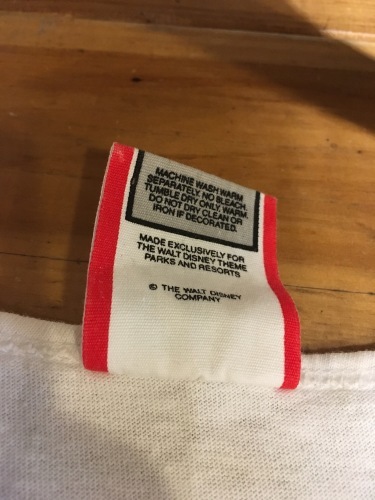 MACHINE WASH WARM
SEPARATELY. NO BLEACH.
TUMBLE DRY ONLY. WARM.
DO NOT DRY CLEAN OR
IRON IF DECORATED.
MADE EXCLUSIVELY FOR
THE WALT DISNEY THEME
PARKS AND RESORTS
© THE WALT DISNEY
COMPANY